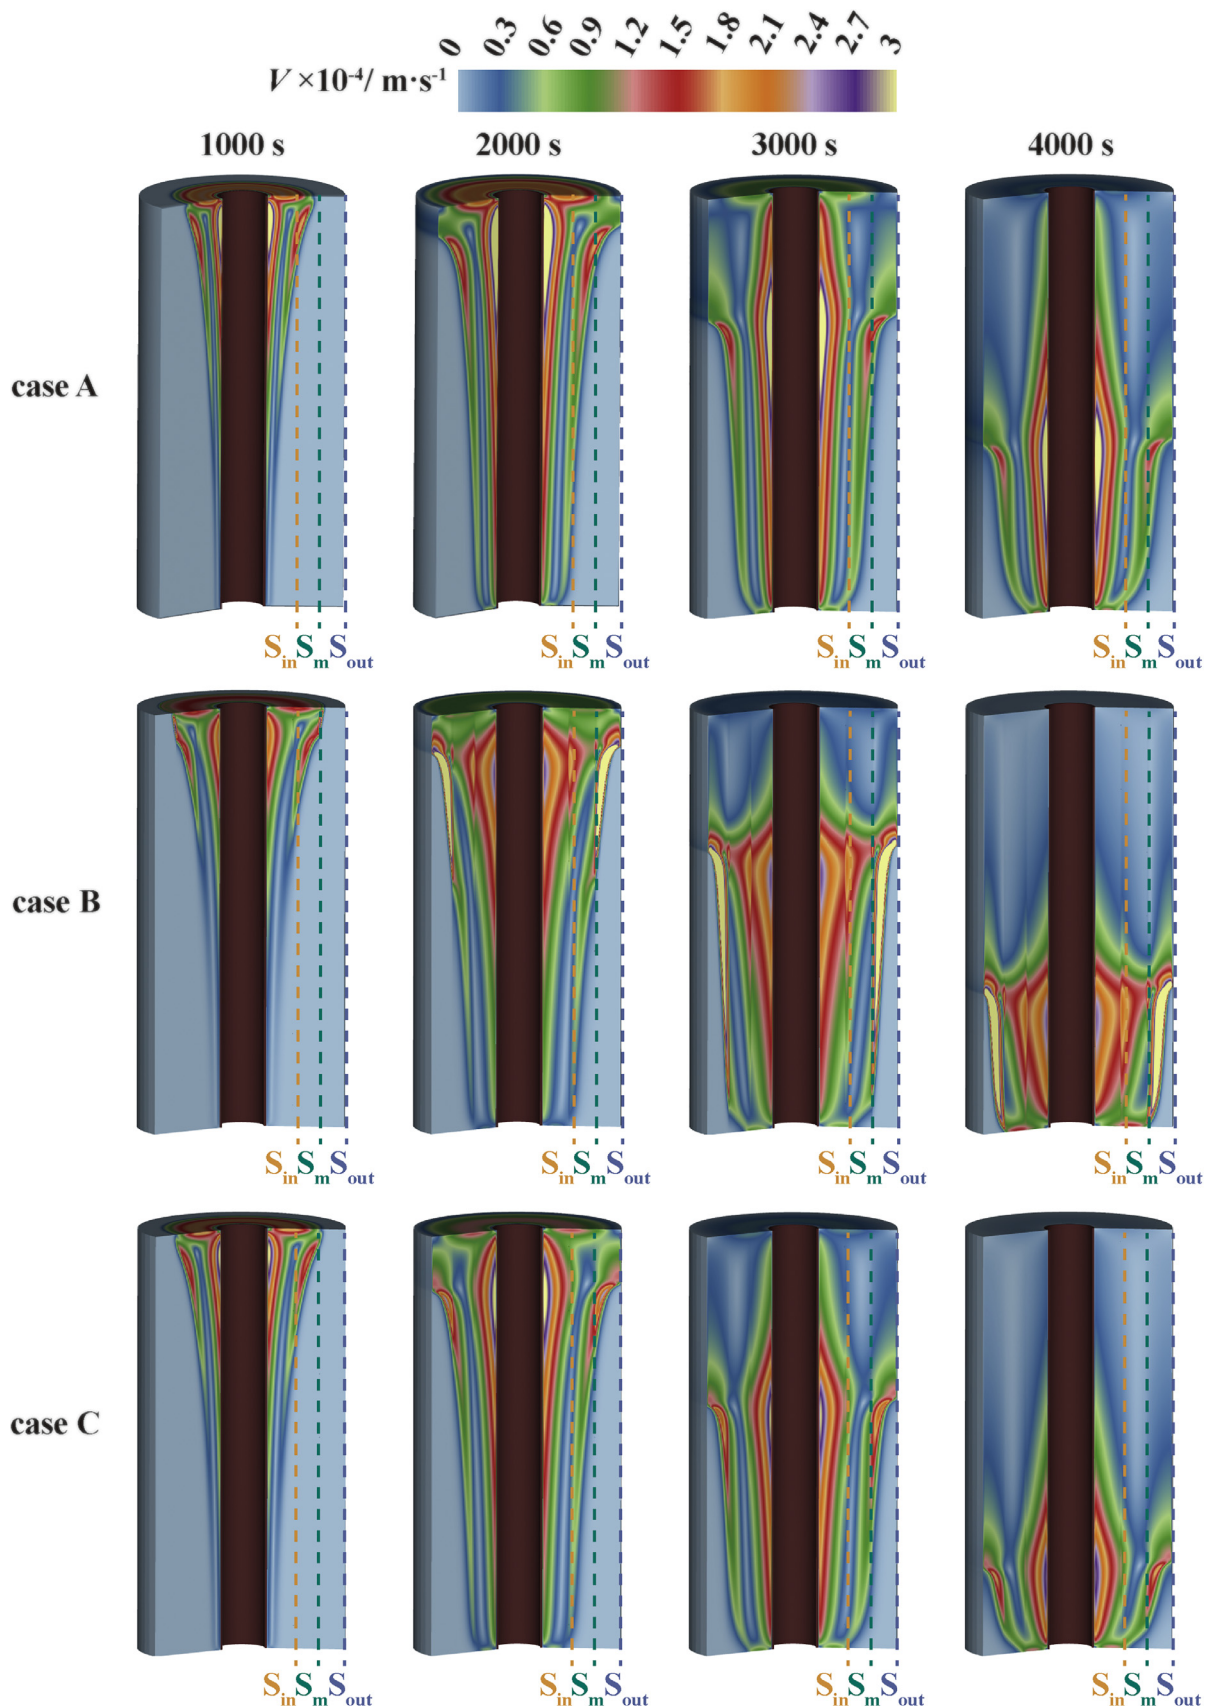 0 0.3 0.6 0.9 1.2 1.5 1.8 2.1 2.4 2.7 3
V ×10⁻⁴/ m·s⁻¹
1000 s 2000 s 3000 s 4000 s
case A
S_in S_m S_out S_in S_m S_out S_in S_m S_out S_in S_m S_out
case B
S_in S_m S_out S_in S_m S_out S_in S_m S_out S_in S_m S_out
case C
S_in S_m S_out S_in S_m S_out S_in S_m S_out S_in S_m S_out